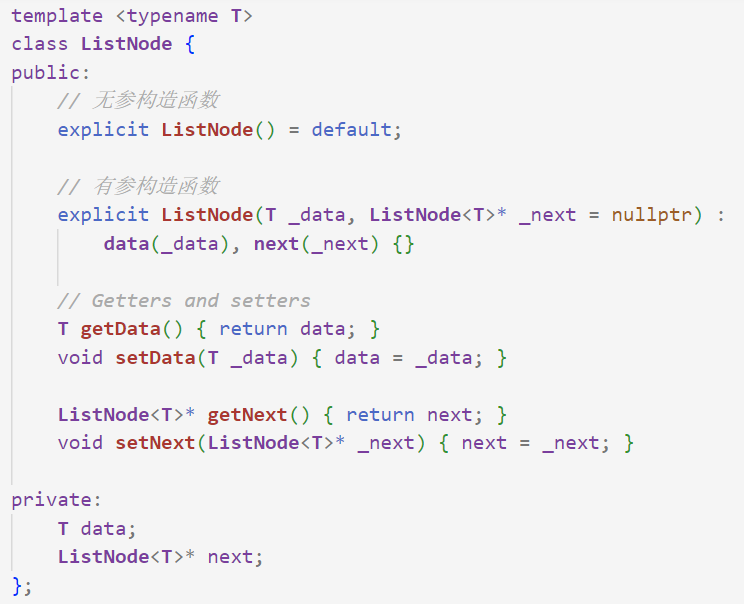 template <typename T>
class ListNode {
public:
    // 无参构造函数
    explicit ListNode() = default;

    // 有参构造函数
    explicit ListNode(T _data, ListNode<T>* _next = nullptr) :
        data(_data), next(_next) {}

    // Getters and setters
    T getData() { return data; }
    void setData(T _data) { data = _data; }

    ListNode<T>* getNext() { return next; }
    void setNext(ListNode<T>* _next) { next = _next; }

private:
    T data;
    ListNode<T>* next;
};